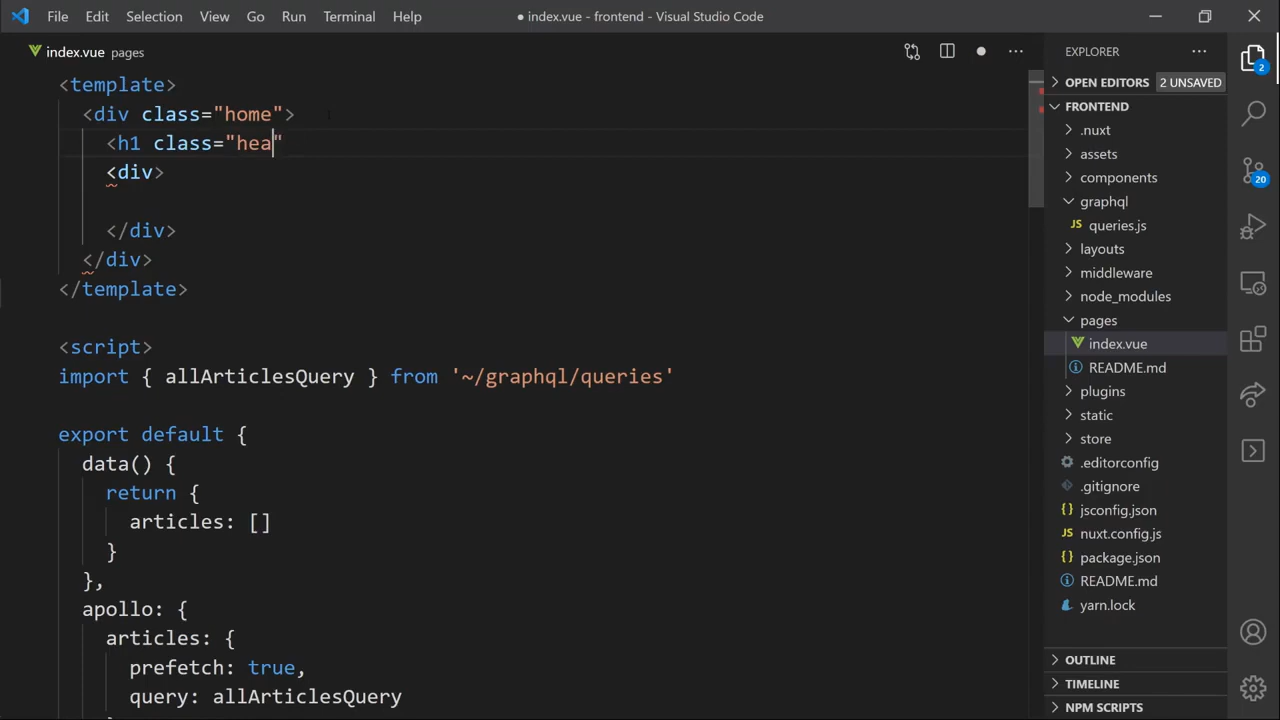 File Edit Selection View Go Run Terminal Help
● index.vue - frontend - Visual Studio Code
index.vue pages
<template>
<div class="home">
<h1 class="hea"
<div>
</div>
</div>
</template>
<script>
import { allArticlesQuery } from '~/graphql/queries'
export default {
data() {
return {
articles: []
}
},
apollo: {
articles: {
prefetch: true,
query: allArticlesQuery
EXPLORER
OPEN EDITORS 2 UNSAVED
FRONTEND
.nuxt
assets
components
graphql
JS queries.js
layouts
middleware
node_modules
pages
index.vue
README.md
plugins
static
store
.editorconfig
.gitignore
{} jsconfig.json
{} nuxt.config.js
{} package.json
README.md
yarn.lock
OUTLINE
TIMELINE
NPM SCRIPTS
2
20